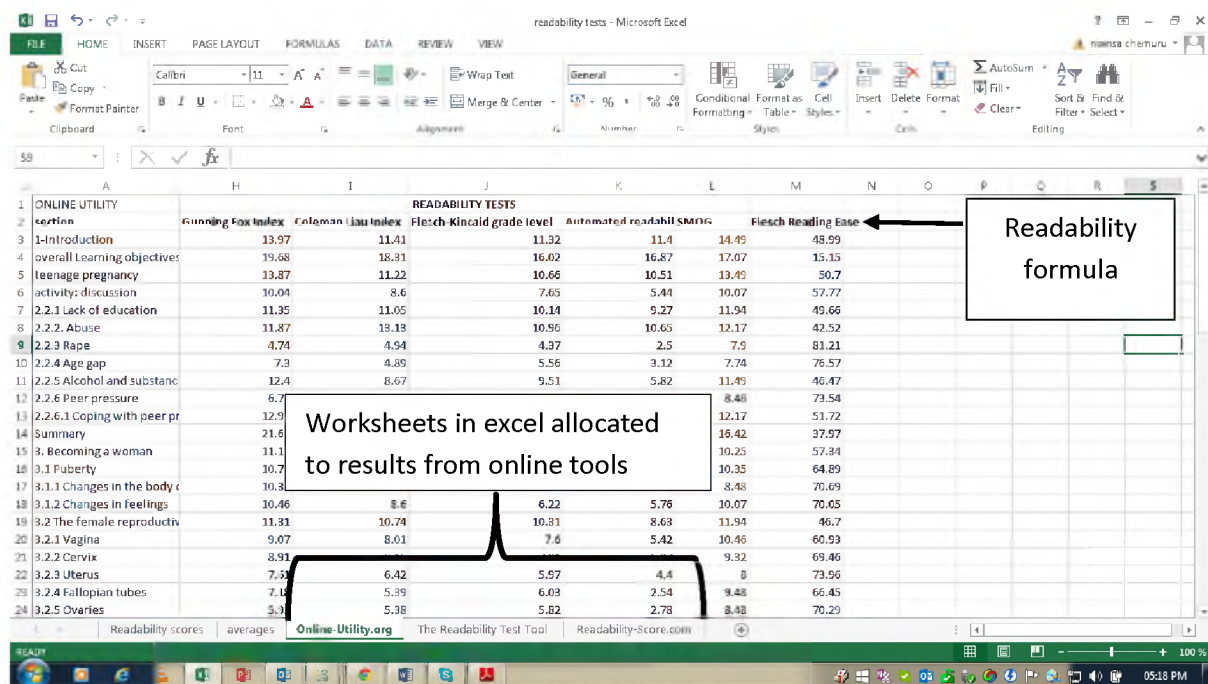 readability tests - Microsoft Excel
FILE HOME INSERT PAGE LAYOUT FORMULAS DATA REVIEW VIEW
Cut
Copy
Format Painter
Paste
Calibri 11
B I U
Wrap Text
Merge & Center
General
Conditional Formatting
Format as Table
Cell Styles
Insert Delete Format
AutoSum
Fill
Clear
Sort & Filter
Find & Select
Clipboard Font Alignment Number Styles Cells Editing
S9
A H I J K L M N O P Q R S
1 ONLINE UTILITY READABILITY TESTS
2 section Gunning Fox Index Coleman Liau Index Flesch-Kincaid grade level Automated readabil SMOG Flesch Reading Ease
3 1-Introduction 13.97 11.41 11.32 11.4 14.49 48.99
4 overall Learning objectives 19.68 18.31 16.02 16.87 17.07 15.15
5 teenage pregnancy 13.87 11.22 10.66 10.51 13.49 50.7
6 activity: discussion 10.04 8.6 7.65 5.44 10.07 57.77
7 2.2.1 Lack of education 11.35 11.05 10.14 9.27 11.94 49.66
8 2.2.2. Abuse 11.87 13.13 10.96 10.65 12.17 42.52
9 2.2.3 Rape 4.74 4.94 4.37 2.5 7.9 81.21
10 2.2.4 Age gap 7.3 4.89 5.56 3.12 7.74 76.57
11 2.2.5 Alcohol and substanc 12.4 8.67 9.51 5.82 11.49 46.47
12 2.2.6 Peer pressure 6.7 8.48 73.54
13 2.2.6.1 Coping with peer pr 12.9 12.17 51.72
14 Summary 21.6 16.42 37.97
15 3. Becoming a woman 11.1 10.25 57.34
16 3.1 Puberty 10.7 10.35 64.89
17 3.1.1 Changes in the body 10.3 8.48 70.69
18 3.1.2 Changes in feelings 10.46 8.6 6.22 5.76 10.07 70.05
19 3.2 The female reproductiv 11.31 10.74 10.31 8.63 11.94 46.7
20 3.2.1 Vagina 9.07 8.01 7.6 5.42 10.46 60.93
21 3.2.2 Cervix 8.91 9.32 69.46
22 3.2.3 Uterus 7.51 6.42 5.97 4.4 8 73.96
23 3.2.4 Fallopian tubes 5.39 6.03 2.54 9.48 66.45
24 3.2.5 Ovaries 5.38 5.82 2.78 8.48 70.29
Readability
formula
Worksheets in excel allocated
to results from online tools
Readability scores averages Online-Utility.org The Readability Test Tool Readability-Score.com
READY 100 %
05:18 PM